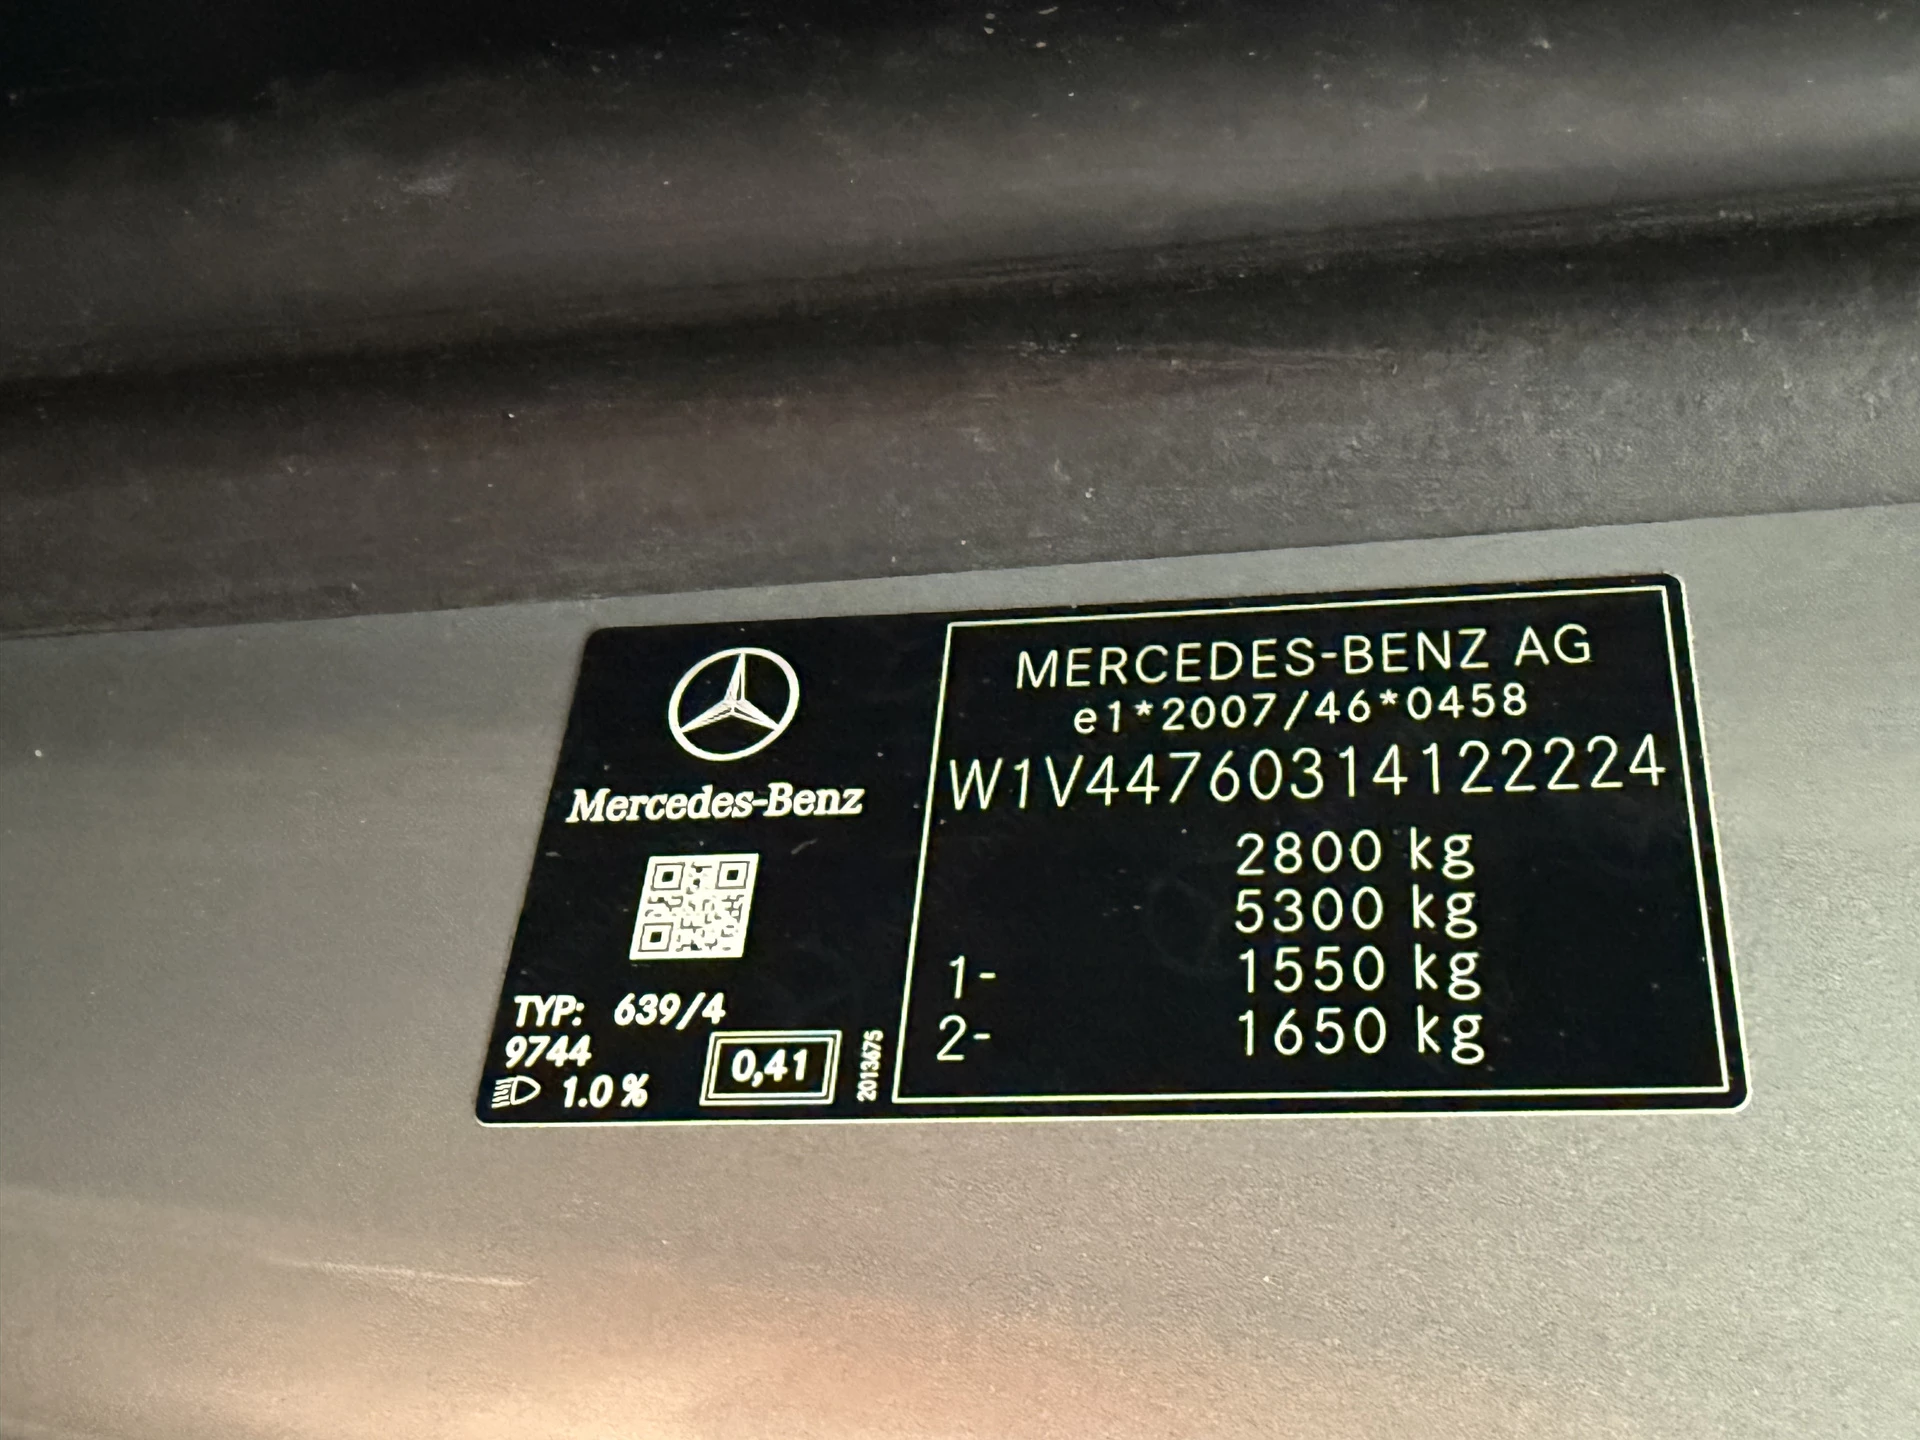 Mercedes-Benz
TYP: 639/4
9744
1.0 %
0,41
2013675
MERCEDES-BENZ AG
e1*2007/46*0458
W1V44760314122224
2800 kg
5300 kg
1- 1550 kg
2- 1650 kg